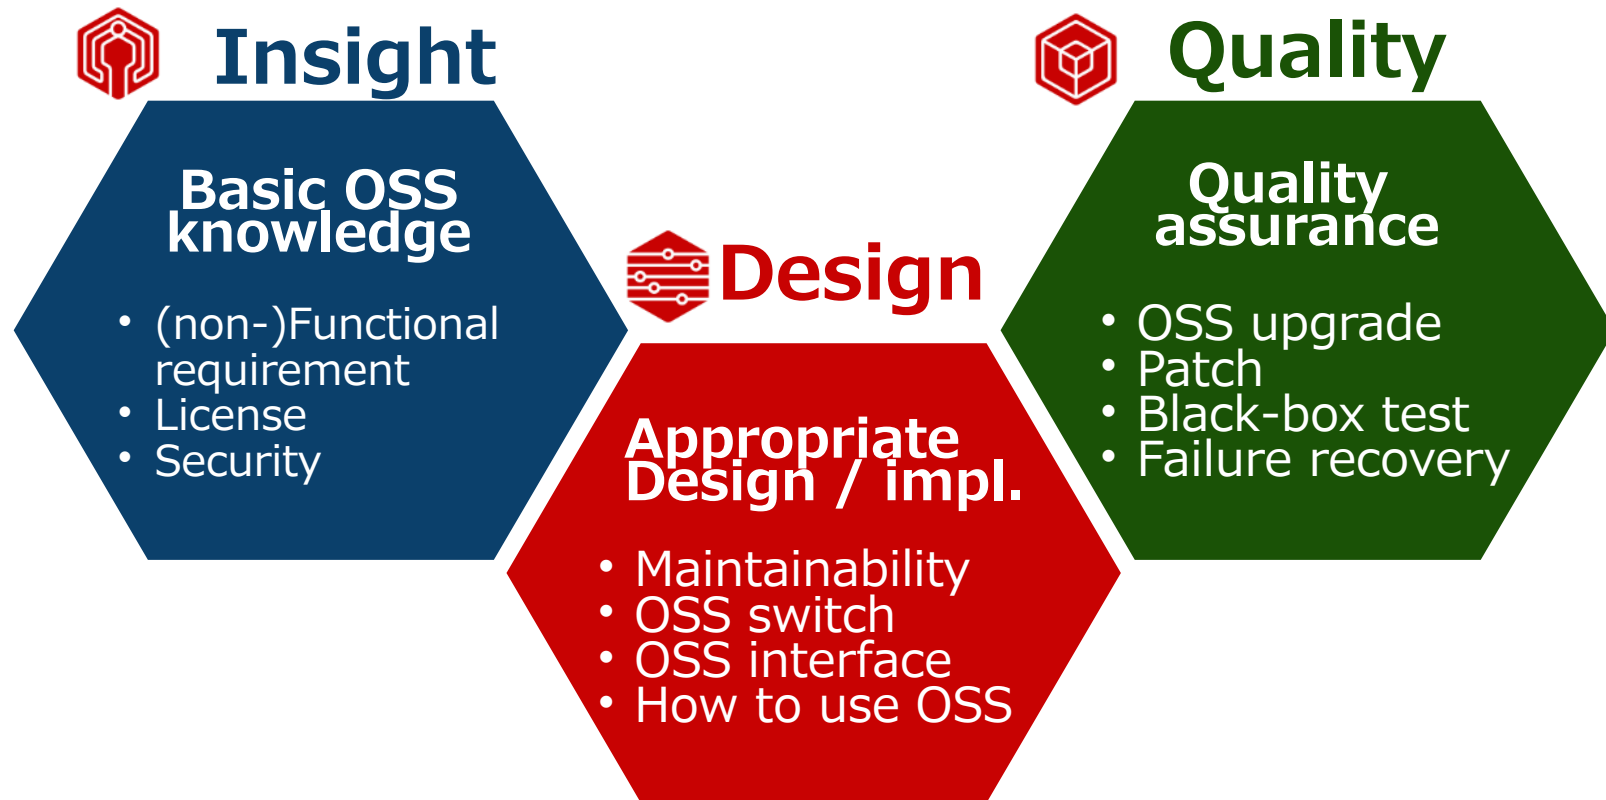 Insight
Basic OSS
knowledge
• (non-)Functional
requirement
• License
• Security
Design
Appropriate
Design / impl.
• Maintainability
• OSS switch
• OSS interface
• How to use OSS
Quality
Quality
assurance
• OSS upgrade
• Patch
• Black-box test
• Failure recovery